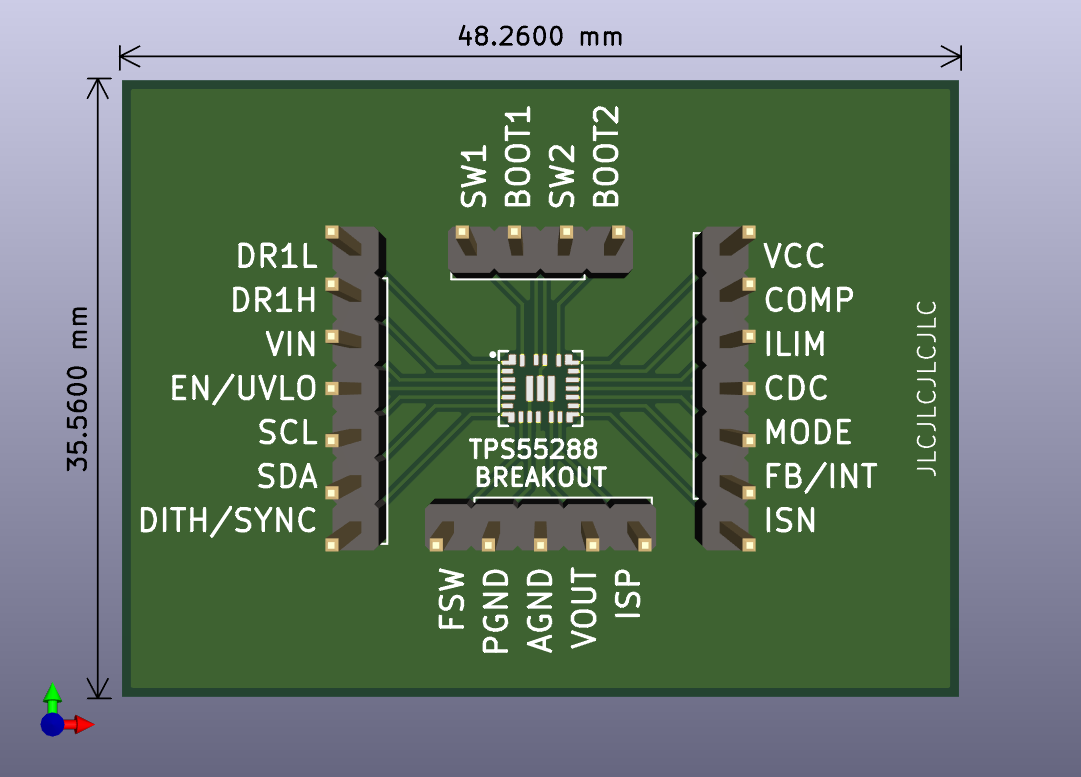 48.2600 mm
35.5600 mm
SW1
BOOT1
SW2
BOOT2
DR1L
DR1H
VIN
EN/UVLO
SCL
SDA
DITH/SYNC
VCC
COMP
ILIM
CDC
MODE
FB/INT
ISN
JLCJLCJLCJLC
TPS55288
BREAKOUT
FSW
PGND
AGND
VOUT
ISP